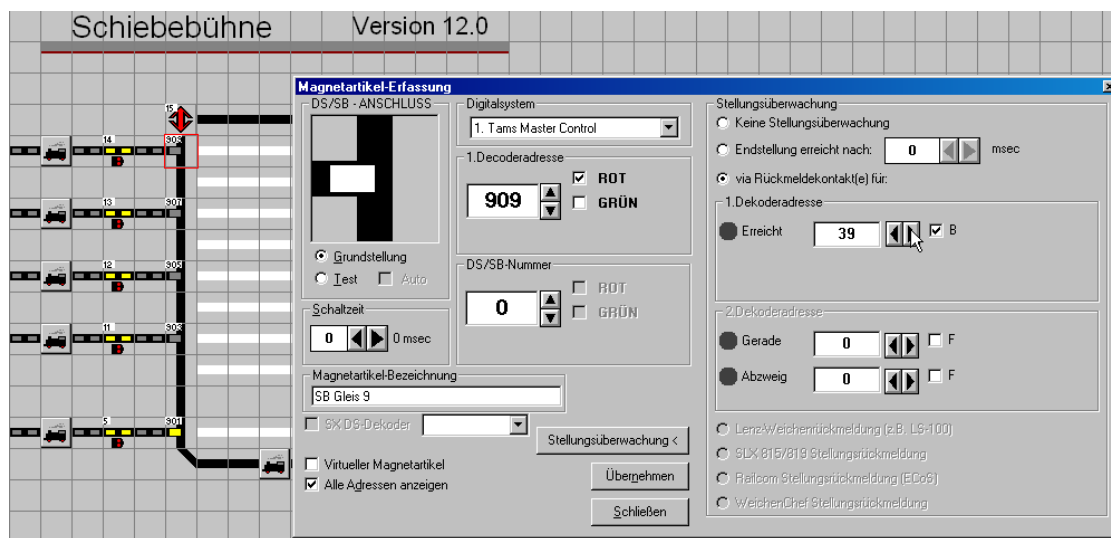 Schiebebühne Version 12.0
Magnetartikel-Erfassung
DS/SB - ANSCHLUSS
Grundstellung
Test Auto
Schaltzeit
0 0 msec
Digitalsystem
1. Tams Master Control
1.Decoderadresse
909 ROT
GRÜN
DS/SB-Nummer
0 ROT
GRÜN
Magnetartikel-Bezeichnung
SB Gleis 9
SX DS-Dekoder
Virtueller Magnetartikel
Alle Adressen anzeigen
Stellungsüberwachung <
Übernehmen
Schließen
Stellungsüberwachung
Keine Stellungsüberwachung
Endstellung erreicht nach: 0 msec
via Rückmeldekontakt(e) für:
1.Dekoderadresse
Erreicht 39 B
2.Dekoderadresse
Gerade 0 F
Abzweig 0 F
Lenz-Weichenrückmeldung (z.B. LS-100)
SLX 815/819 Stellungsrückmeldung
Railcom Stellungsrückmeldung (ECoS)
WeichenChef Stellungsrückmeldung
15
14 909
13 907
12 905
11 903
5 901